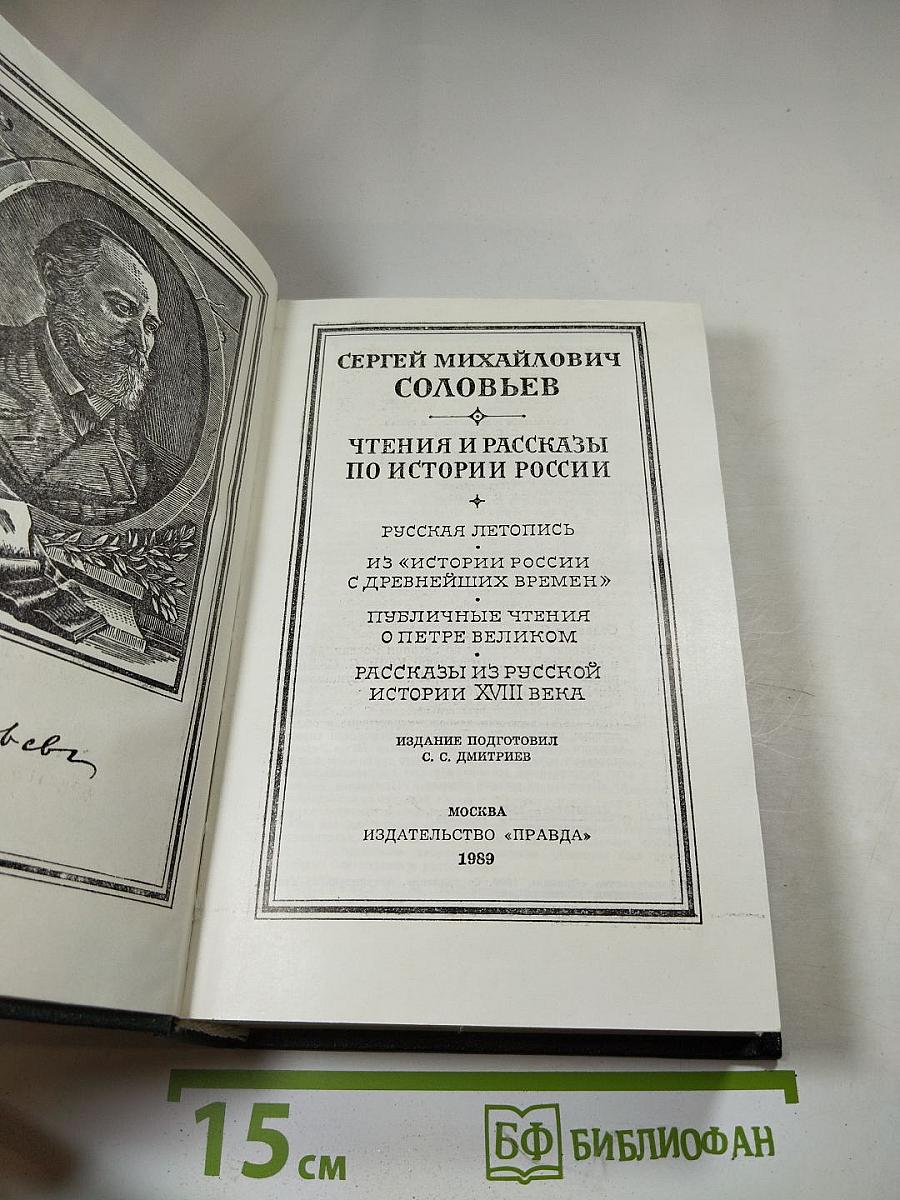 СЕРГЕЙ МИХАЙЛОВИЧ
СОЛОВЬЕВ
ЧТЕНИЯ И РАССКАЗЫ
ПО ИСТОРИИ РОССИИ
РУССКАЯ ЛЕТОПИСЬ
ИЗ «ИСТОРИИ РОССИИ
С ДРЕВНЕЙШИХ ВРЕМЕН»
ПУБЛИЧНЫЕ ЧТЕНИЯ
О ПЕТРЕ ВЕЛИКОМ
РАССКАЗЫ ИЗ РУССКОЙ
ИСТОРИИ XVIII ВЕКА
ИЗДАНИЕ ПОДГОТОВИЛ
С. С. ДМИТРИЕВ
МОСКВА
ИЗДАТЕЛЬСТВО «ПРАВДА»
1989
15 см
БФ БИБЛИОФАН